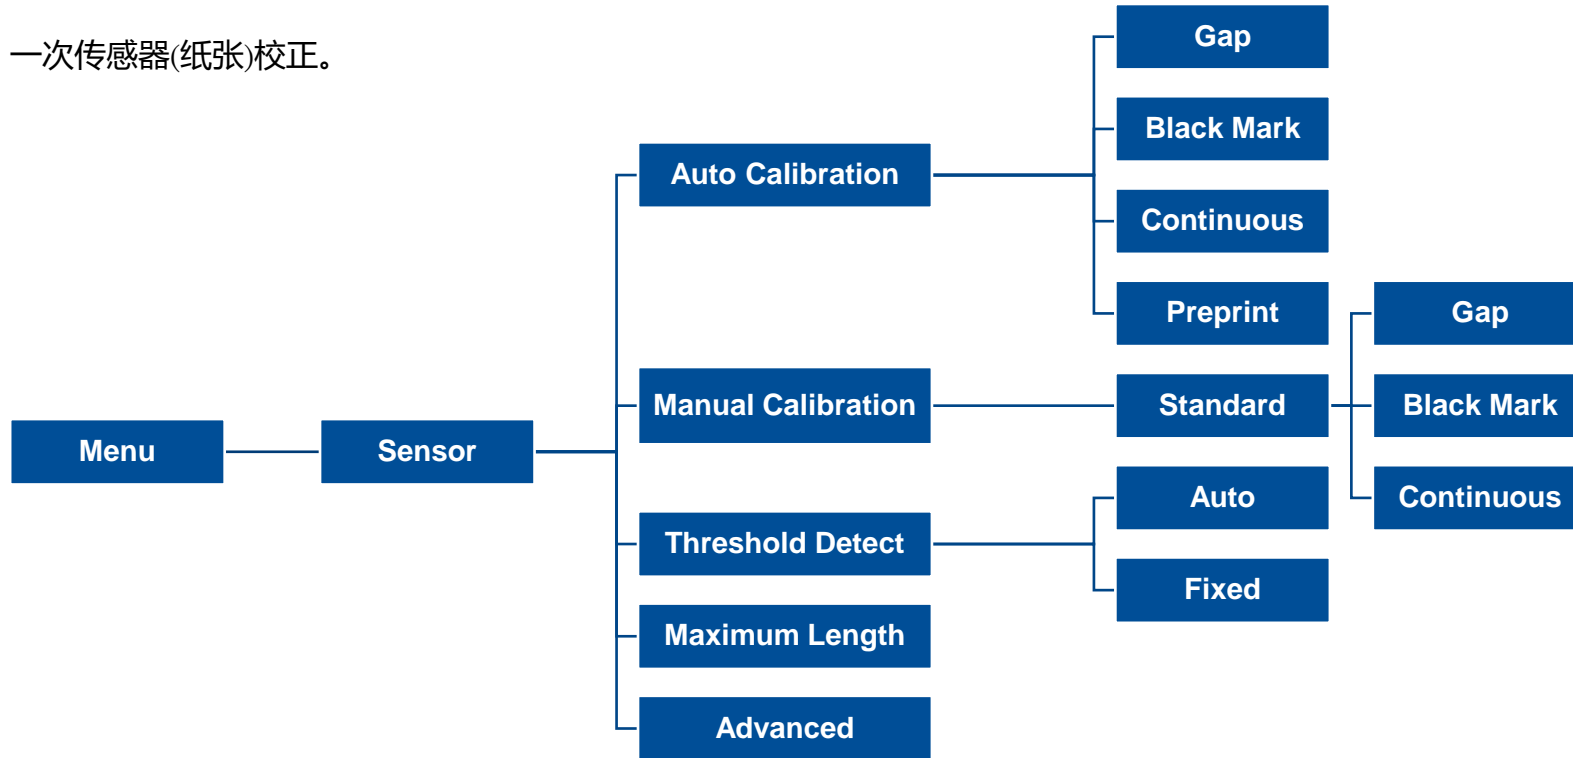 一次传感器(纸张)校正。
Menu
Sensor
Auto Calibration
Gap
Black Mark
Continuous
Preprint
Manual Calibration
Standard
Gap
Black Mark
Continuous
Threshold Detect
Auto
Fixed
Maximum Length
Advanced